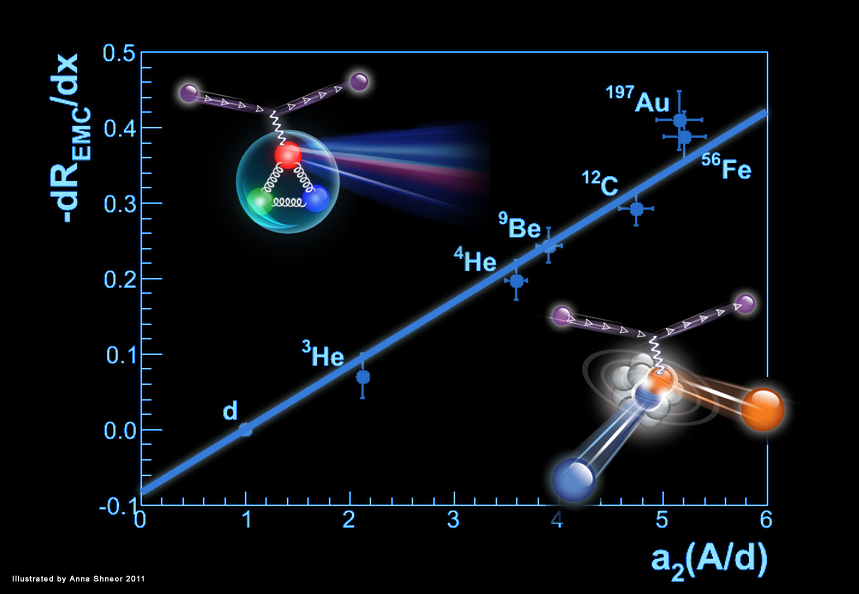 -dR_EMC/dx
0.5
0.4
0.3
0.2
0.1
0.0
-0.1
0 1 2 3 4 5 6
a₂(A/d)
d
³He
⁴He
⁹Be
¹²C
¹⁹⁷Au
⁵⁶Fe
Illustrated by Anna Shneor 2011